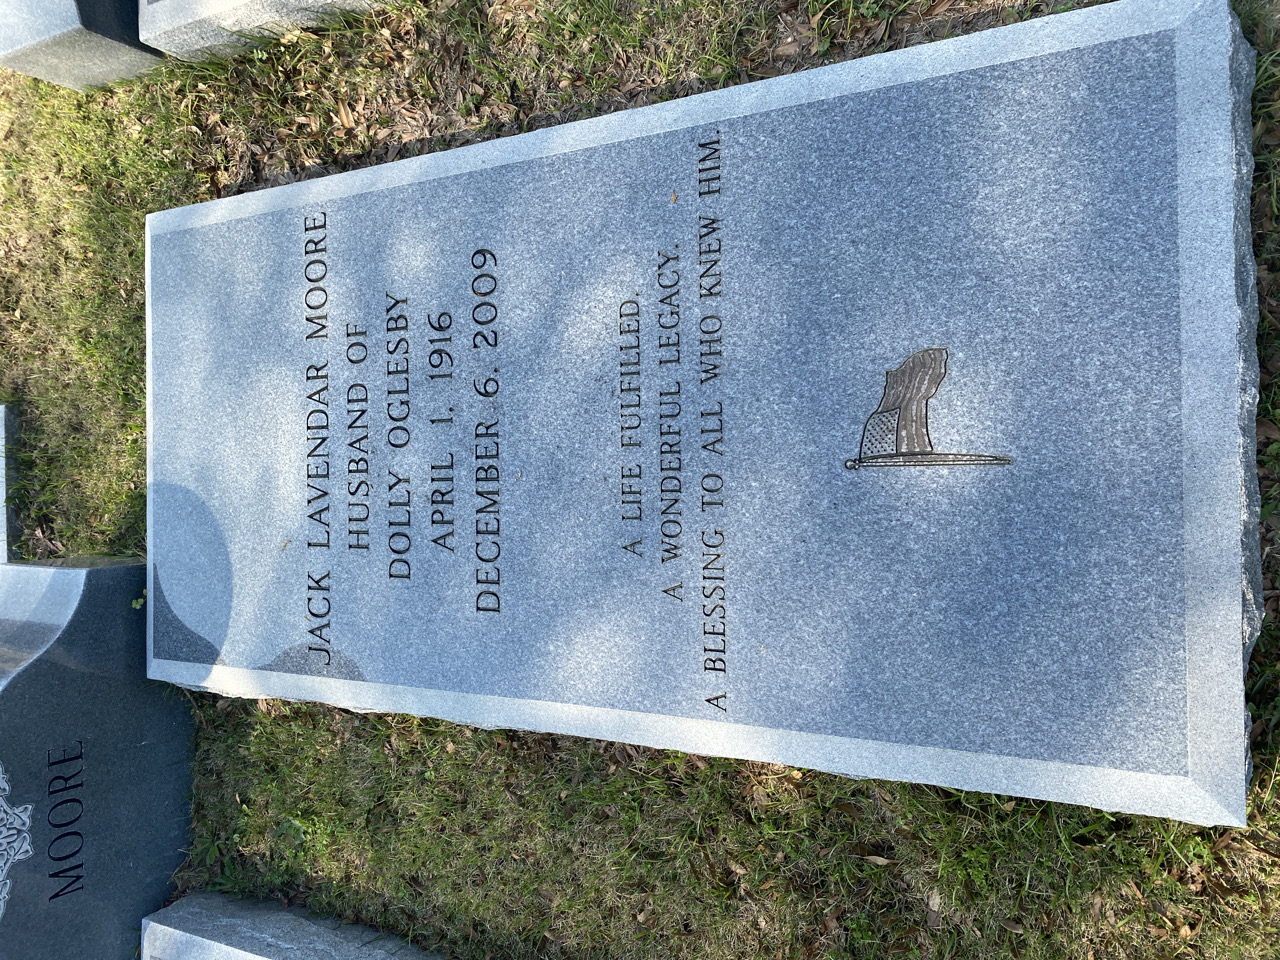 MOORE
JACK LAVENDAR MOORE
HUSBAND OF
DOLLY OGLESBY
APRIL 1, 1916
DECEMBER 6, 2009
A LIFE FULFILLED.
A WONDERFUL LEGACY.
A BLESSING TO ALL WHO KNEW HIM.